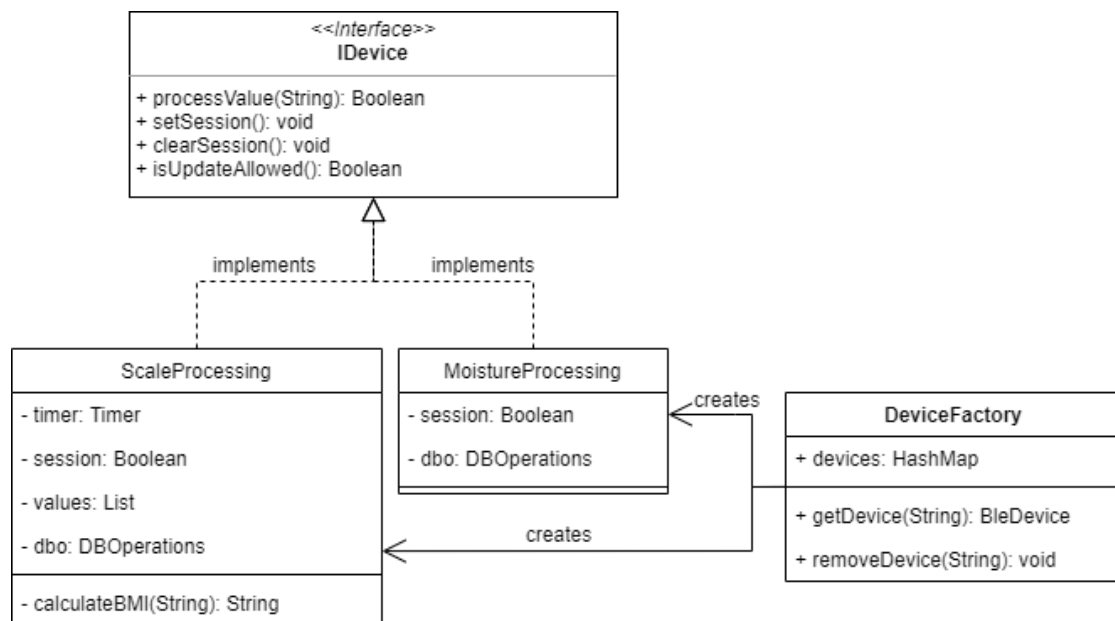 <<Interface>>
IDevice
+ processValue(String): Boolean
+ setSession(): void
+ clearSession(): void
+ isUpdateAllowed(): Boolean
implements
implements
ScaleProcessing
- timer: Timer
- session: Boolean
- values: List
- dbo: DBOperations
- calculateBMI(String): String
MoistureProcessing
- session: Boolean
- dbo: DBOperations
creates
creates
DeviceFactory
+ devices: HashMap
+ getDevice(String): BleDevice
+ removeDevice(String): void